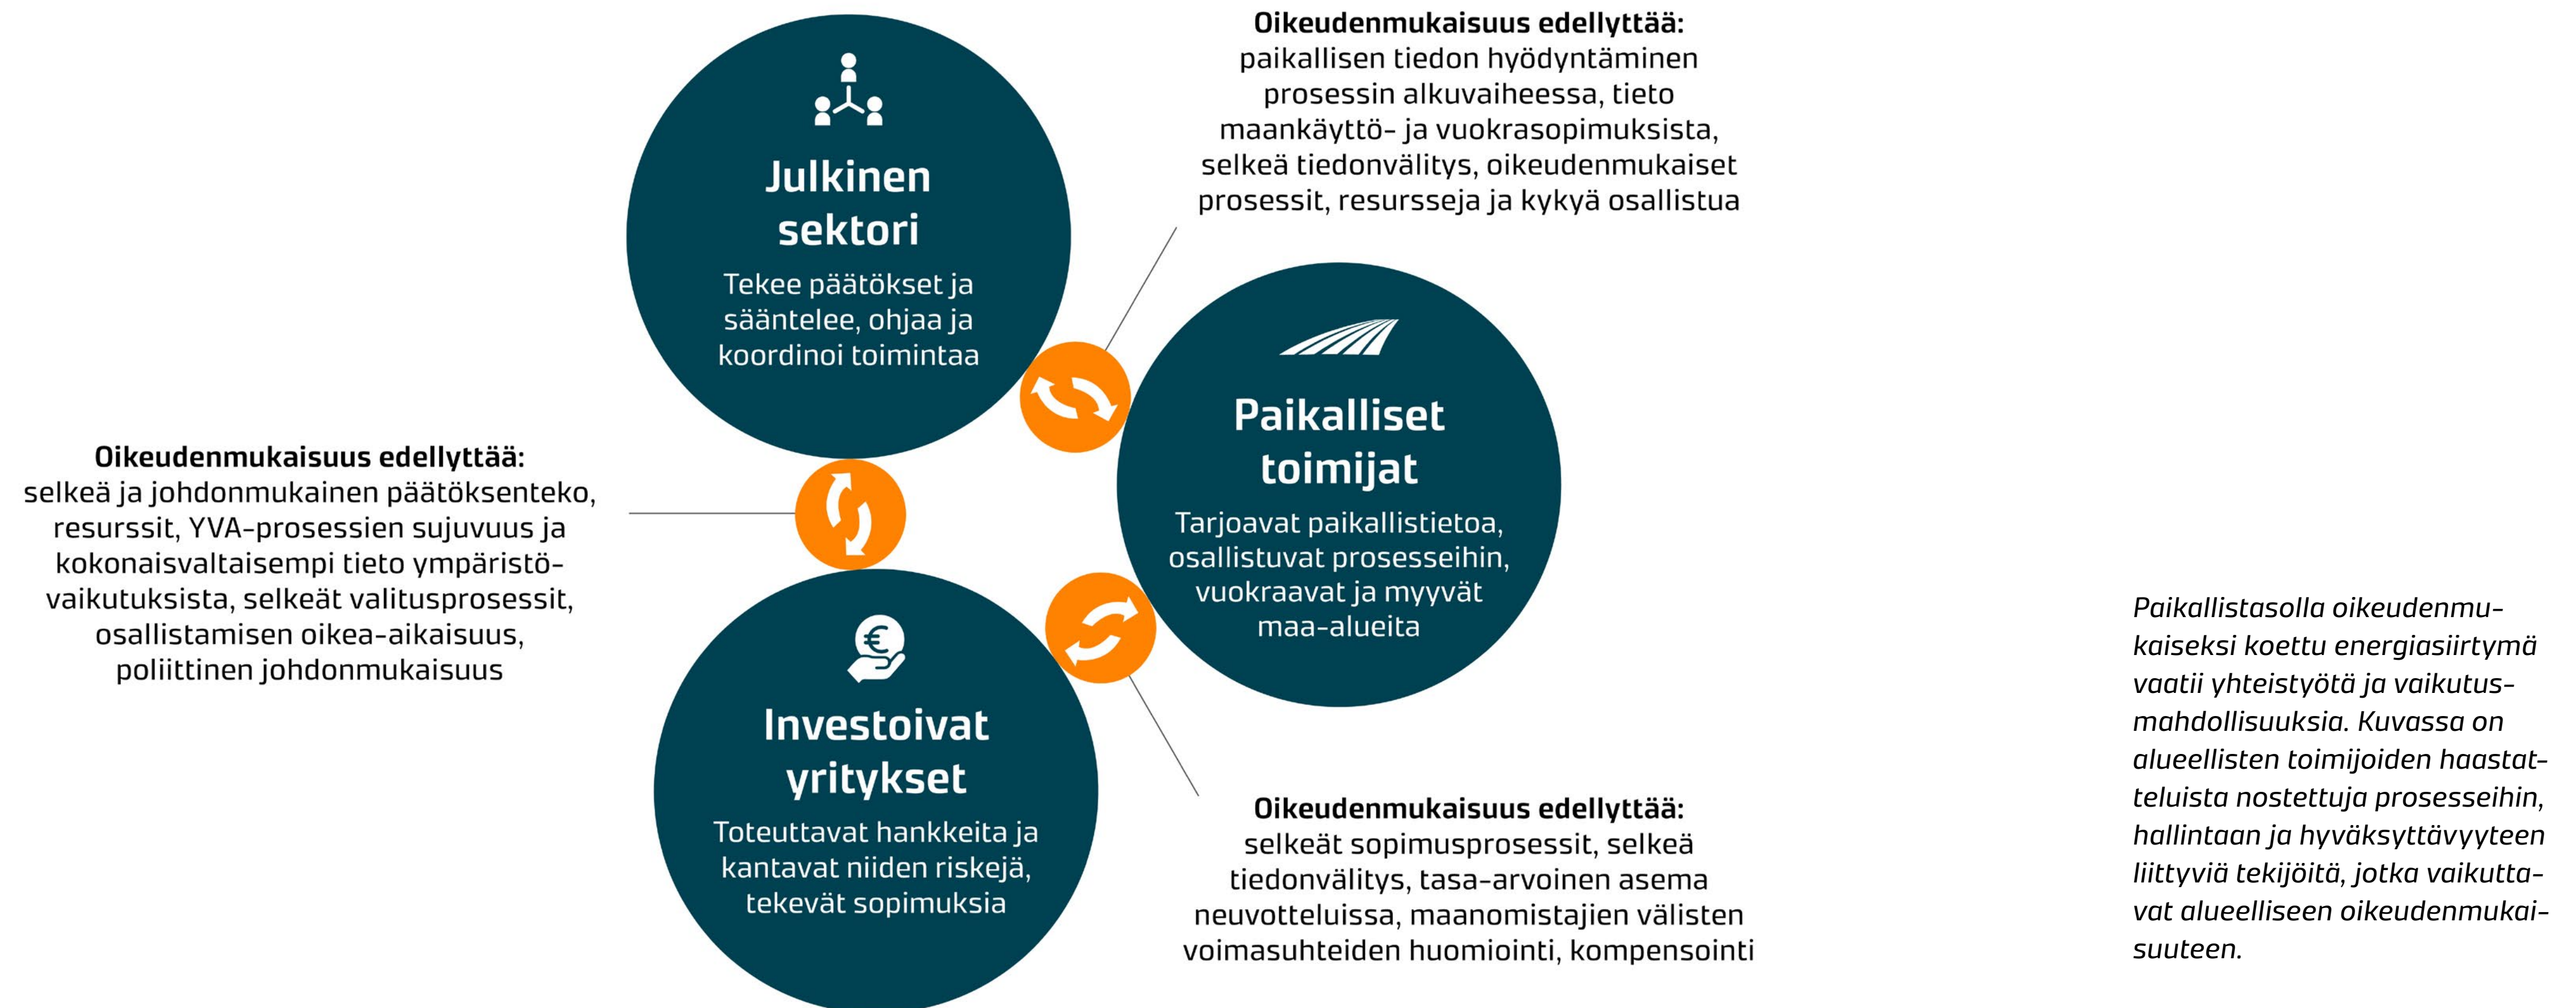 Julkinen
sektori
Tekee päätökset ja
sääntelee, ohjaa ja
koordinoi toimintaa
Oikeudenmukaisuus edellyttää:
paikallisen tiedon hyödyntäminen
prosessin alkuvaiheessa, tieto
maankäyttö- ja vuokrasopimuksista,
selkeä tiedonvälitys, oikeudenmukaiset
prosessit, resursseja ja kykyä osallistua
Paikalliset
toimijat
Tarjoavat paikallistietoa,
osallistuvat prosesseihin,
vuokraavat ja myyvät
maa-alueita
Oikeudenmukaisuus edellyttää:
selkeä ja johdonmukainen päätöksenteko,
resurssit, YVA-prosessien sujuvuus ja
kokonaisvaltaisempi tieto ympäristö-
vaikutuksista, selkeät valitusprosessit,
osallistamisen oikea-aikaisuus,
poliittinen johdonmukaisuus
€
Investoivat
yritykset
Toteuttavat hankkeita ja
kantavat niiden riskejä,
tekevät sopimuksia
Oikeudenmukaisuus edellyttää:
selkeät sopimusprosessit, selkeä
tiedonvälitys, tasa-arvoinen asema
neuvotteluissa, maanomistajien välisten
voimasuhteiden huomiointi, kompensointi
Paikallistasolla oikeudenmu-
kaiseksi koettu energiasiirtymä
vaatii yhteistyötä ja vaikutus-
mahdollisuuksia. Kuvassa on
alueellisten toimijoiden haastat-
teluista nostettuja prosesseihin,
hallintaan ja hyväksyttävyyteen
liittyviä tekijöitä, jotka vaikutta-
vat alueelliseen oikeudenmukai-
suuteen.